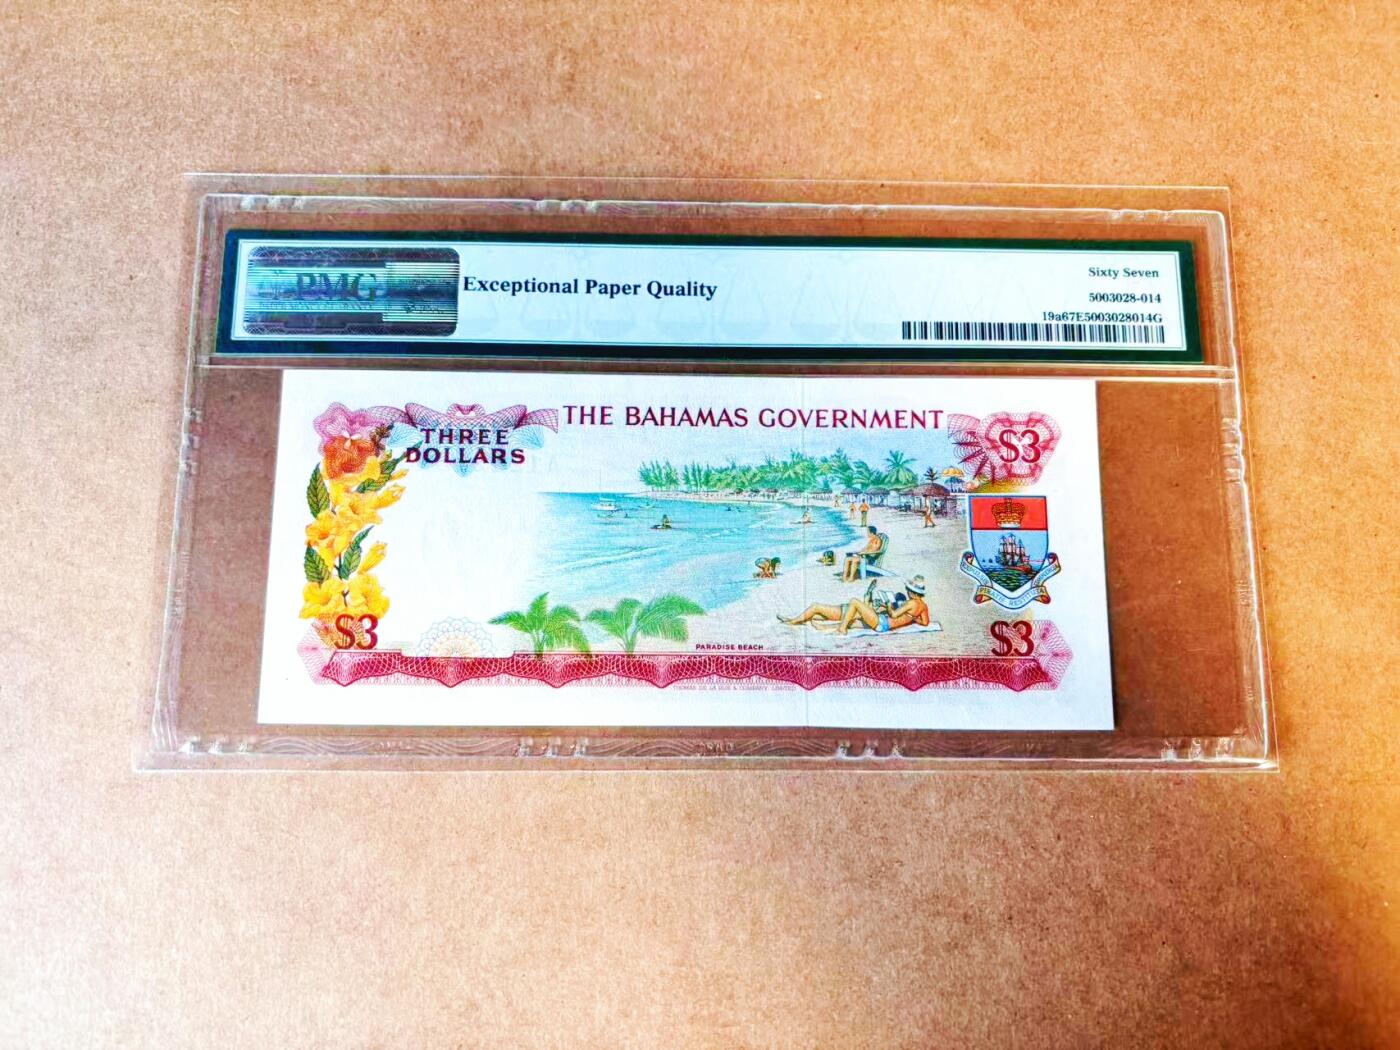 PMG
Exceptional Paper Quality
Sixty Seven
5003028-014
19a67E5003028014G
THE BAHAMAS GOVERNMENT
THREE
DOLLARS
$3
$3
$3
PARADISE BEACH
THOMAS DE LA RUE & COMPANY, LIMITED